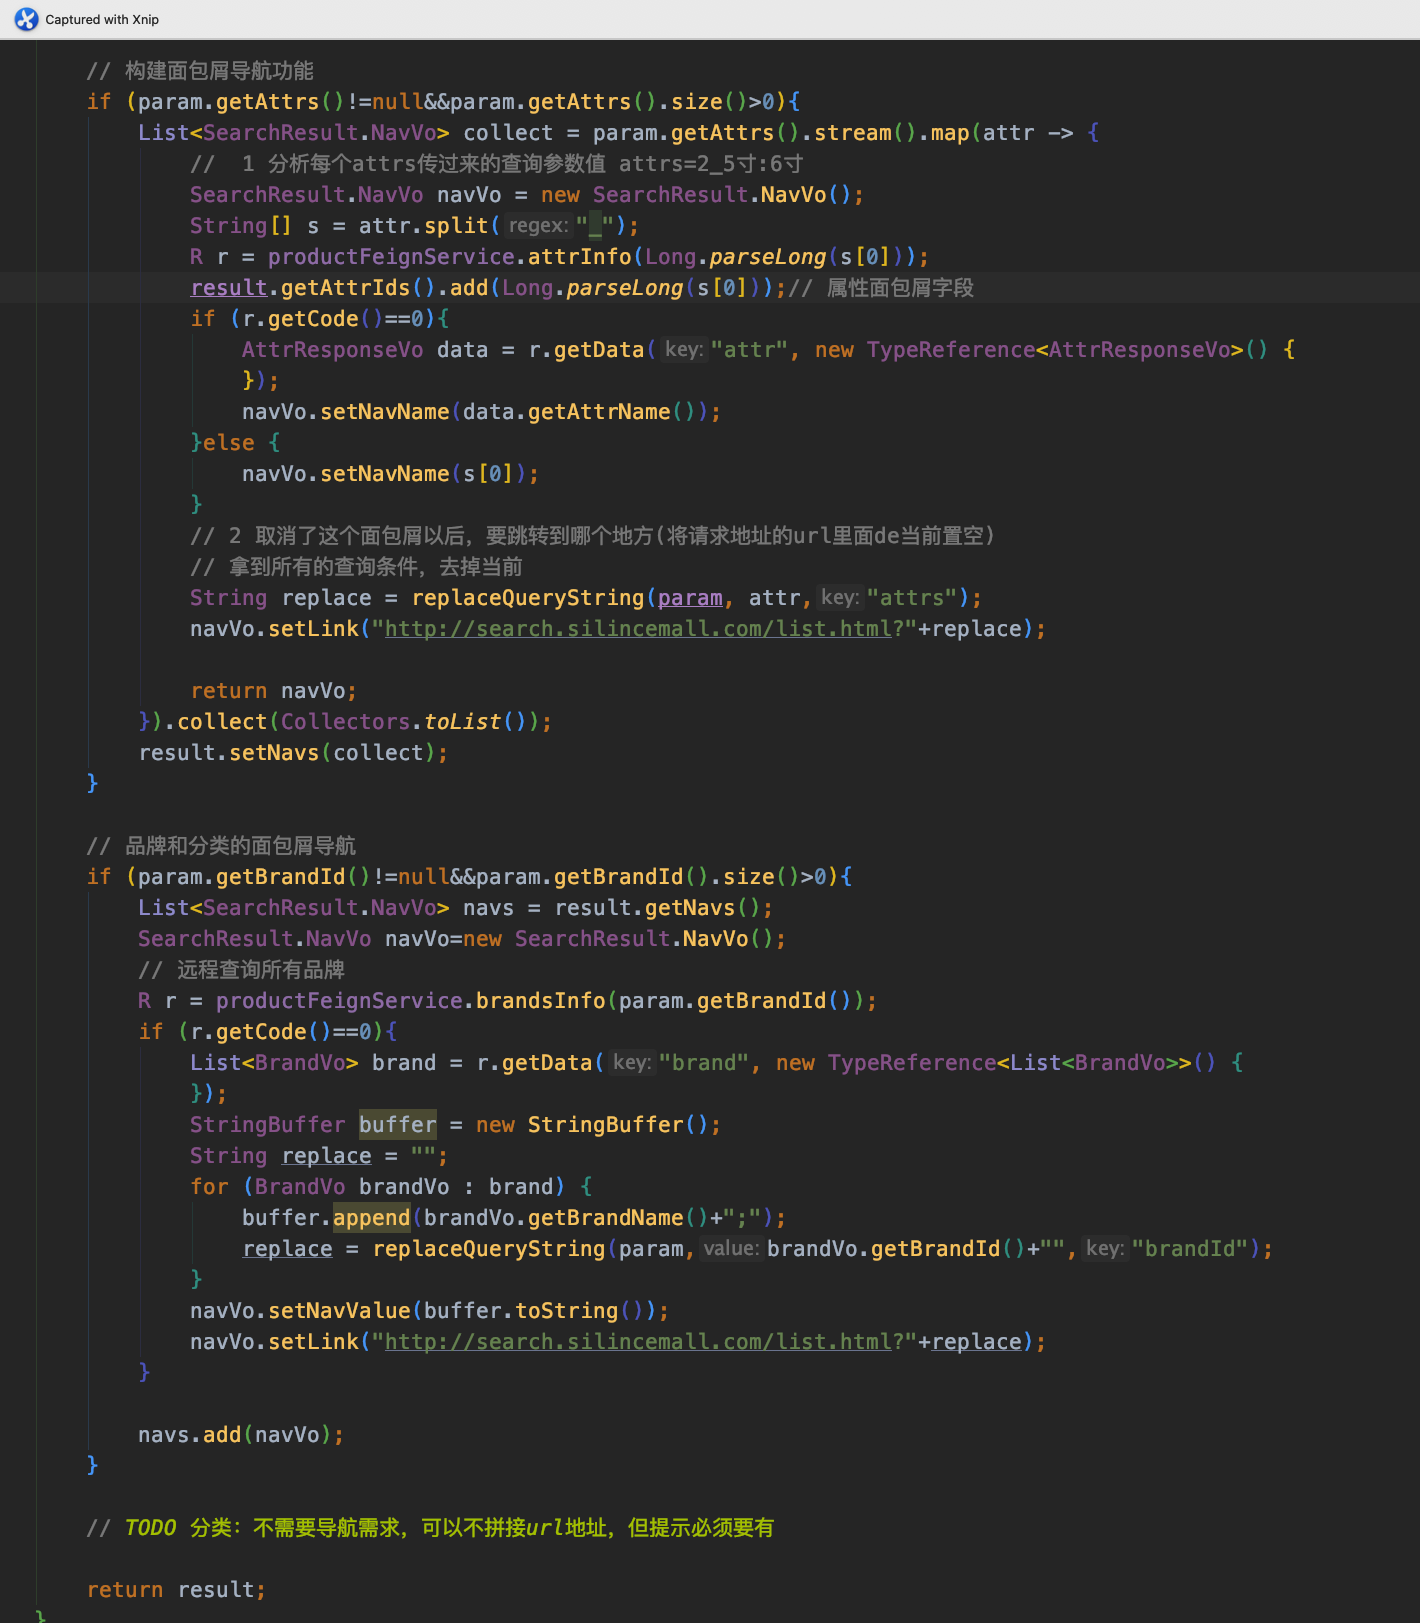 Captured with Xnip
// 构建面包屑导航功能
if (param.getAttrs()!=null&&param.getAttrs().size()>0){
List<SearchResult.NavVo> collect = param.getAttrs().stream().map(attr -> {
//  1 分析每个attrs传过来的查询参数值 attrs=2_5寸:6寸
SearchResult.NavVo navVo = new SearchResult.NavVo();
String[] s = attr.split( regex: "_");
R r = productFeignService.attrInfo(Long.parseLong(s[0]));
result.getAttrIds().add(Long.parseLong(s[0]));// 属性面包屑字段
if (r.getCode()==0){
AttrResponseVo data = r.getData( key: "attr", new TypeReference<AttrResponseVo>() {
});
navVo.setNavName(data.getAttrName());
}else {
navVo.setNavName(s[0]);
}
// 2 取消了这个面包屑以后，要跳转到哪个地方(将请求地址的url里面de当前置空)
// 拿到所有的查询条件，去掉当前
String replace = replaceQueryString(param, attr, key: "attrs");
navVo.setLink("http://search.silincemall.com/list.html?"+replace);
return navVo;
}).collect(Collectors.toList());
result.setNavs(collect);
}
// 品牌和分类的面包屑导航
if (param.getBrandId()!=null&&param.getBrandId().size()>0){
List<SearchResult.NavVo> navs = result.getNavs();
SearchResult.NavVo navVo=new SearchResult.NavVo();
// 远程查询所有品牌
R r = productFeignService.brandsInfo(param.getBrandId());
if (r.getCode()==0){
List<BrandVo> brand = r.getData( key: "brand", new TypeReference<List<BrandVo>>() {
});
StringBuffer buffer = new StringBuffer();
String replace = "";
for (BrandVo brandVo : brand) {
buffer.append(brandVo.getBrandName()+";");
replace = replaceQueryString(param, value: brandVo.getBrandId()+"", key: "brandId");
}
navVo.setNavValue(buffer.toString());
navVo.setLink("http://search.silincemall.com/list.html?"+replace);
}
navs.add(navVo);
}
// TODO 分类：不需要导航需求，可以不拼接url地址，但提示必须要有
return result;
}